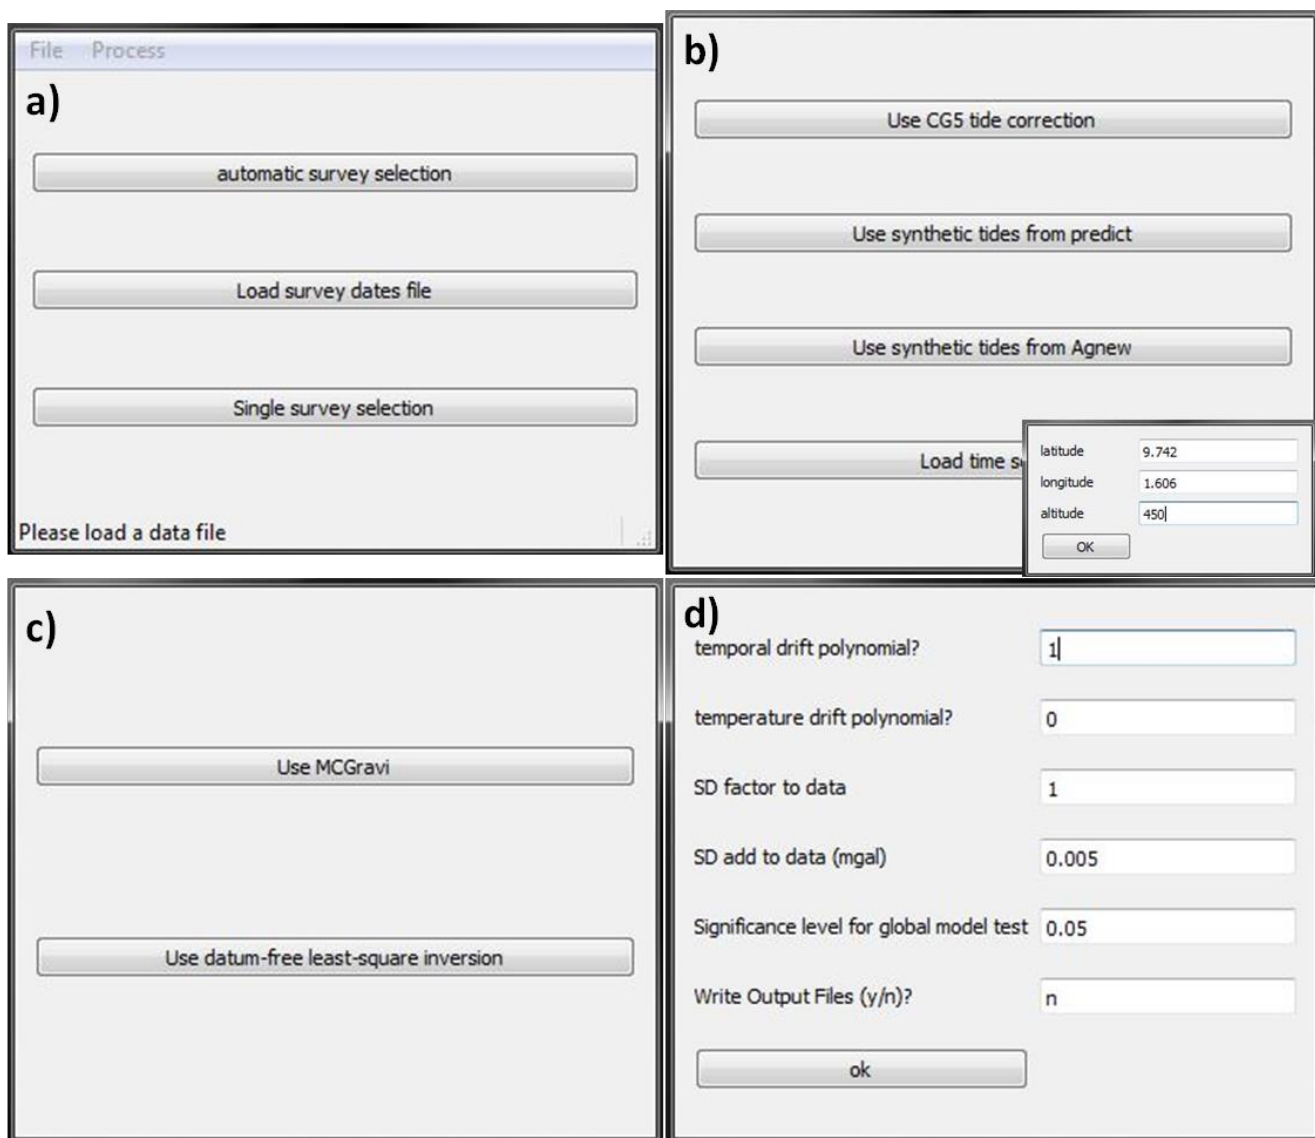 File Process
a)
automatic survey selection
Load survey dates file
Single survey selection
Please load a data file
b)
Use CG5 tide correction
Use synthetic tides from predict
Use synthetic tides from Agnew
Load time
latitude 9.742
longitude 1.606
altitude 450
OK
c)
Use MCGravi
Use datum-free least-square inversion
d)
temporal drift polynomial? 1
temperature drift polynomial? 0
SD factor to data 1
SD add to data (mgal) 0.005
Significance level for global model test 0.05
Write Output Files (y/n)? n
ok